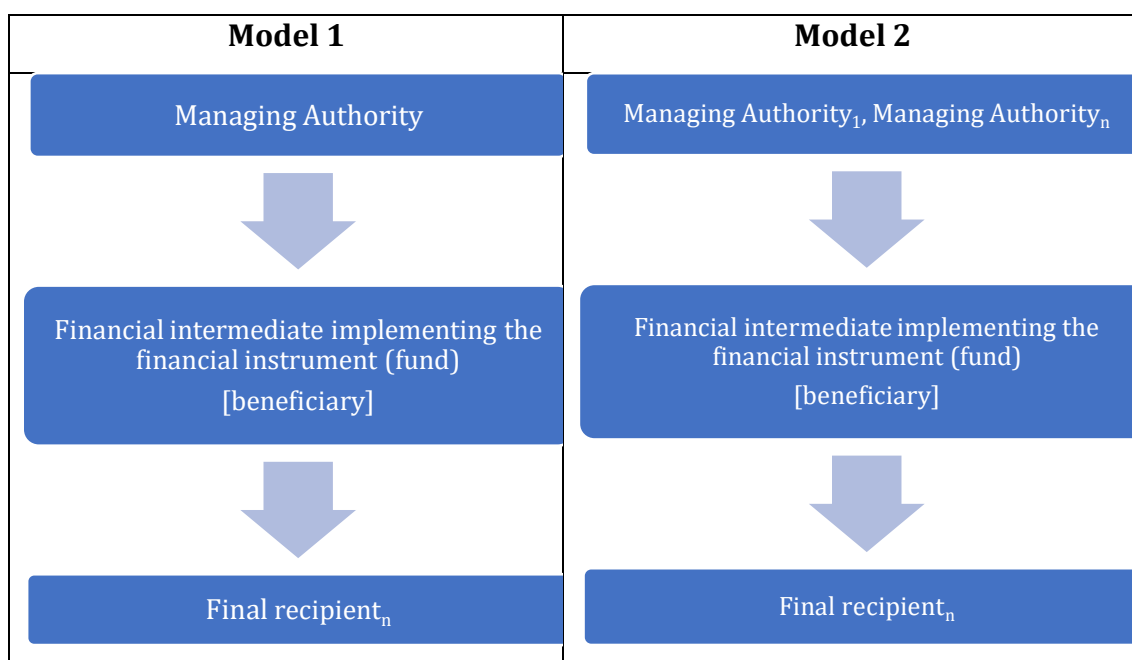 Model 1
Managing Authority
Financial intermediate implementing the
financial instrument (fund)
[beneficiary]
Final recipientₙ
Model 2
Managing Authority₁, Managing Authorityₙ
Financial intermediate implementing the
financial instrument (fund)
[beneficiary]
Final recipientₙ